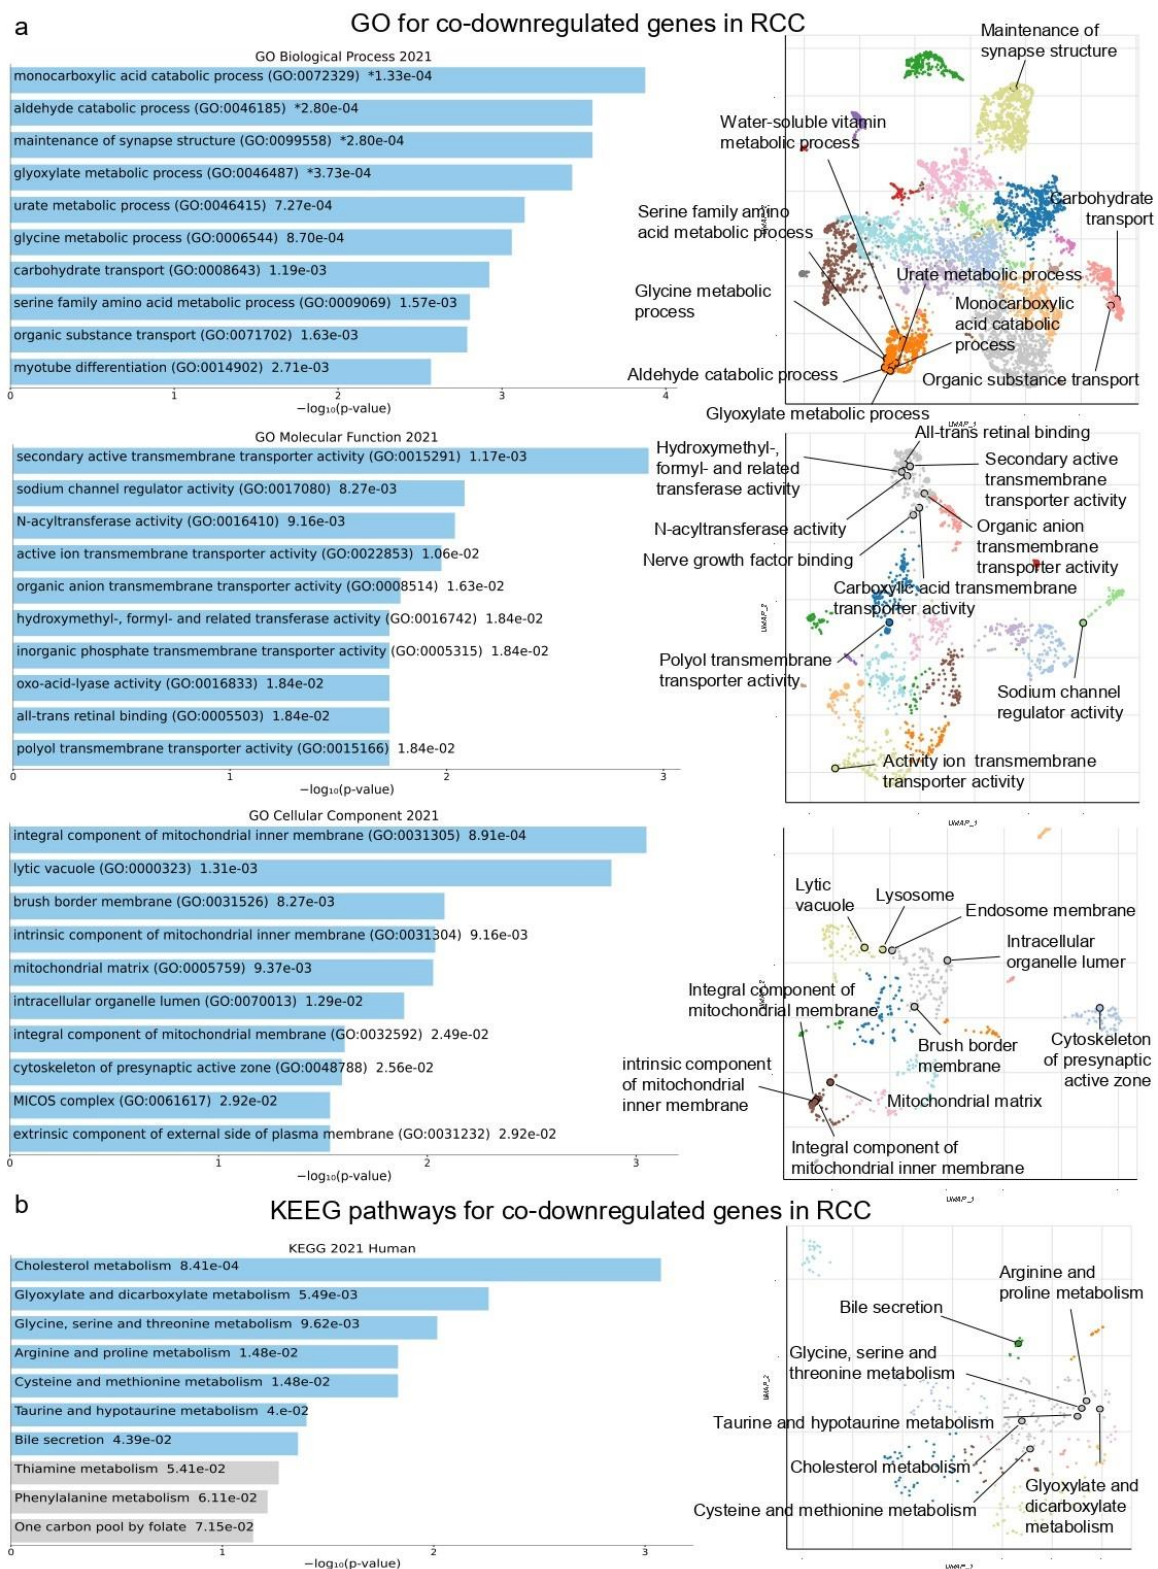 a
GO for co-downregulated genes in RCC
GO Biological Process 2021
monocarboxylic acid catabolic process (GO:0072329) *1.33e-04
aldehyde catabolic process (GO:0046185) *2.80e-04
maintenance of synapse structure (GO:0099558) *2.80e-04
glyoxylate metabolic process (GO:0046487) *3.73e-04
urate metabolic process (GO:0046415) 7.27e-04
glycine metabolic process (GO:0006544) 8.70e-04
carbohydrate transport (GO:0008643) 1.19e-03
serine family amino acid metabolic process (GO:0009069) 1.57e-03
organic substance transport (GO:0071702) 1.63e-03
myotube differentiation (GO:0014902) 2.71e-03
0 1 2 3 4
−log₁₀(p-value)
Maintenance of
synapse structure
Water-soluble vitamin
metabolic process
Carbohydrate
transport
Serine family amino
acid metabolic process
Urate metabolic process
Glycine metabolic
process
Monocarboxylic
acid catabolic
process
Aldehyde catabolic process
Organic substance transport
Glyoxylate metabolic process
UMAP_1
GO Molecular Function 2021
secondary active transmembrane transporter activity (GO:0015291) 1.17e-03
sodium channel regulator activity (GO:0017080) 8.27e-03
N-acyltransferase activity (GO:0016410) 9.16e-03
active ion transmembrane transporter activity (GO:0022853) 1.06e-02
organic anion transmembrane transporter activity (GO:0008514) 1.63e-02
hydroxymethyl-, formyl- and related transferase activity (GO:0016742) 1.84e-02
inorganic phosphate transmembrane transporter activity (GO:0005315) 1.84e-02
oxo-acid-lyase activity (GO:0016833) 1.84e-02
all-trans retinal binding (GO:0005503) 1.84e-02
polyol transmembrane transporter activity (GO:0015166) 1.84e-02
0 1 2 3
−log₁₀(p-value)
All-trans retinal binding
Hydroxymethyl-,
formyl- and related
transferase activity
Secondary active
transmembrane
transporter activity
N-acyltransferase activity
Organic anion
transmembrane
transporter activity
Nerve growth factor binding
Carboxylic acid transmembrane
transporter activity
UMAP_2
Polyol transmembrane
transporter activity
Sodium channel
regulator activity
Activity ion transmembrane
transporter activity
UMAP_1
GO Cellular Component 2021
integral component of mitochondrial inner membrane (GO:0031305) 8.91e-04
lytic vacuole (GO:0000323) 1.31e-03
brush border membrane (GO:0031526) 8.27e-03
intrinsic component of mitochondrial inner membrane (GO:0031304) 9.16e-03
mitochondrial matrix (GO:0005759) 9.37e-03
intracellular organelle lumen (GO:0070013) 1.29e-02
integral component of mitochondrial membrane (GO:0032592) 2.49e-02
cytoskeleton of presynaptic active zone (GO:0048788) 2.56e-02
MICOS complex (GO:0061617) 2.92e-02
extrinsic component of external side of plasma membrane (GO:0031232) 2.92e-02
0 1 2 3
−log₁₀(p-value)
Lytic
vacuole
Lysosome
Endosome membrane
Intracellular
organelle lumer
Integral component of
mitochondrial membrane
Brush border
membrane
Cytoskeleton
of presynaptic
active zone
intrinsic component
of mitochondrial
inner membrane
Mitochondrial matrix
Integral component of
mitochondrial inner membrane
UMAP_1
b
KEEG pathways for co-downregulated genes in RCC
KEGG 2021 Human
Cholesterol metabolism 8.41e-04
Glyoxylate and dicarboxylate metabolism 5.49e-03
Glycine, serine and threonine metabolism 9.62e-03
Arginine and proline metabolism 1.48e-02
Cysteine and methionine metabolism 1.48e-02
Taurine and hypotaurine metabolism 4.e-02
Bile secretion 4.39e-02
Thiamine metabolism 5.41e-02
Phenylalanine metabolism 6.11e-02
One carbon pool by folate 7.15e-02
0 1 2 3
−log₁₀(p-value)
Arginine and
proline metabolism
Bile secretion
Glycine, serine and
threonine metabolism
UMAP_2
Taurine and hypotaurine metabolism
Cholesterol metabolism
Cysteine and methionine metabolism
Glyoxylate and
dicarboxylate
metabolism
UMAP_1